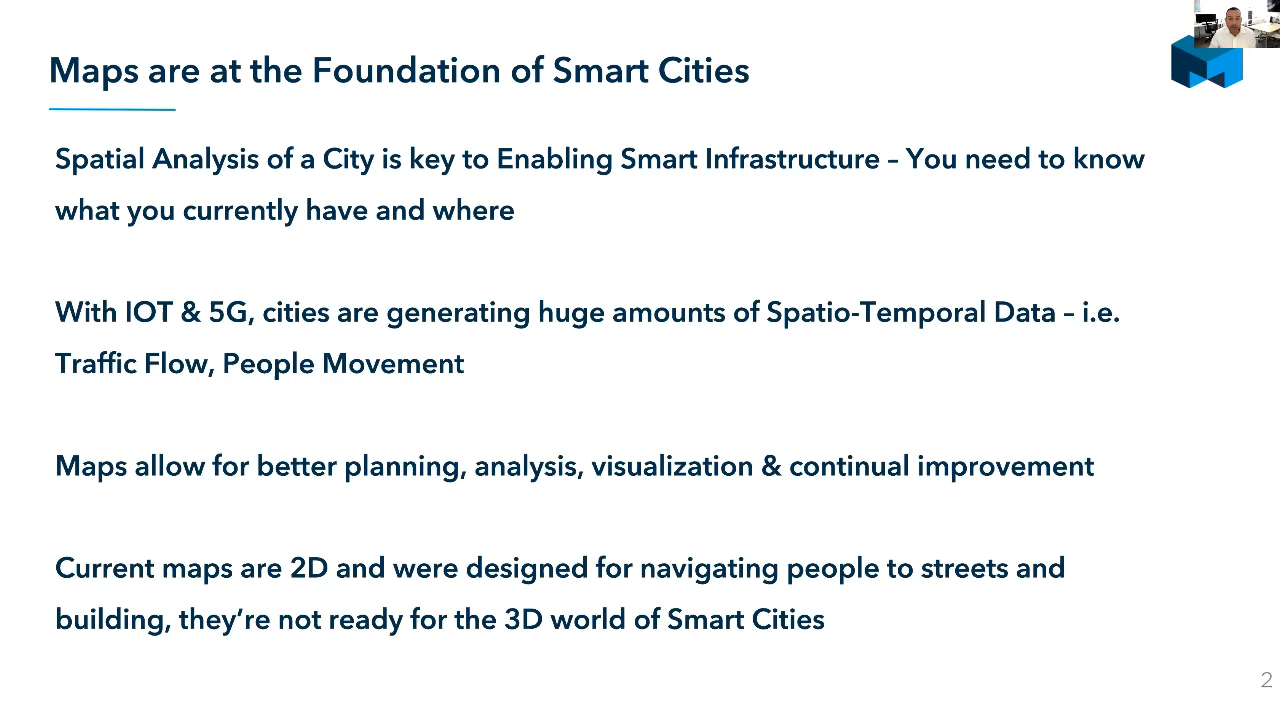 Maps are at the Foundation of Smart Cities
Spatial Analysis of a City is key to Enabling Smart Infrastructure – You need to know
what you currently have and where
With IOT & 5G, cities are generating huge amounts of Spatio-Temporal Data – i.e.
Traffic Flow, People Movement
Maps allow for better planning, analysis, visualization & continual improvement
Current maps are 2D and were designed for navigating people to streets and
building, they’re not ready for the 3D world of Smart Cities
2